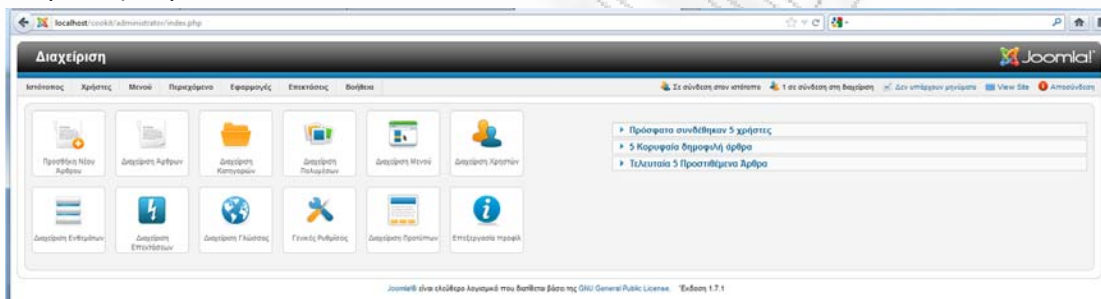 localhost/cookit/administrator/index.php
Διαχείριση
Joomla!
Ιστότοπος Χρήστες Μενού Περιεχόμενο Εφαρμογές Επεκτάσεις Βοήθεια
Σε σύνδεση στον ιστότοπο 1 σε σύνδεση στη διαχείριση Δεν υπάρχουν μηνύματα View Site Αποσύνδεση
Προσθήκη Νέου Άρθρου
Διαχείριση Άρθρων
Διαχείριση Κατηγοριών
Διαχείριση Πολυμέσων
Διαχείριση Μενού
Διαχείριση Χρηστών
Πρόσφατα συνδέθηκαν 5 χρήστες
5 Κορυφαία δημοφιλή άρθρα
Τελευταία 5 Προστιθέμενα Άρθρα
Διαχείριση Ενθεμάτων
Διαχείριση Επεκτάσεων
Διαχείριση Γλώσσας
Γενικές Ρυθμίσεις
Διαχείριση Προτύπων
Επεξεργασία προφίλ
Joomla!® είναι ελεύθερο λογισμικό που διατίθεται βάσει της GNU General Public License. Έκδοση 1.7.1